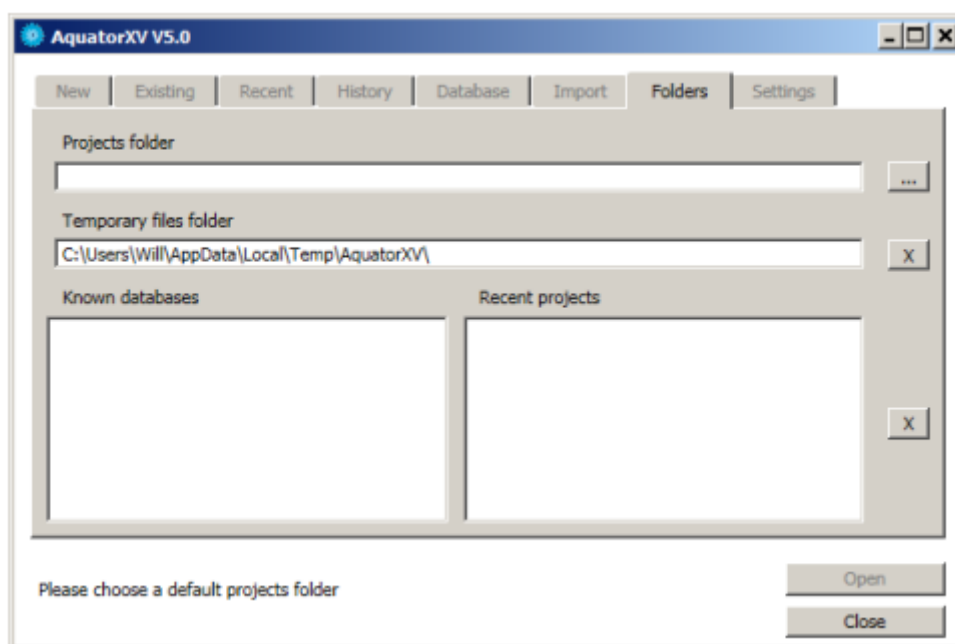 AquatorXV V5.0
New Existing Recent History Database Import Folders Settings
Projects folder
...
Temporary files folder
C:\Users\Will\AppData\Local\Temp\AquatorXV\
X
Known databases Recent projects
X
Please choose a default projects folder
Open
Close